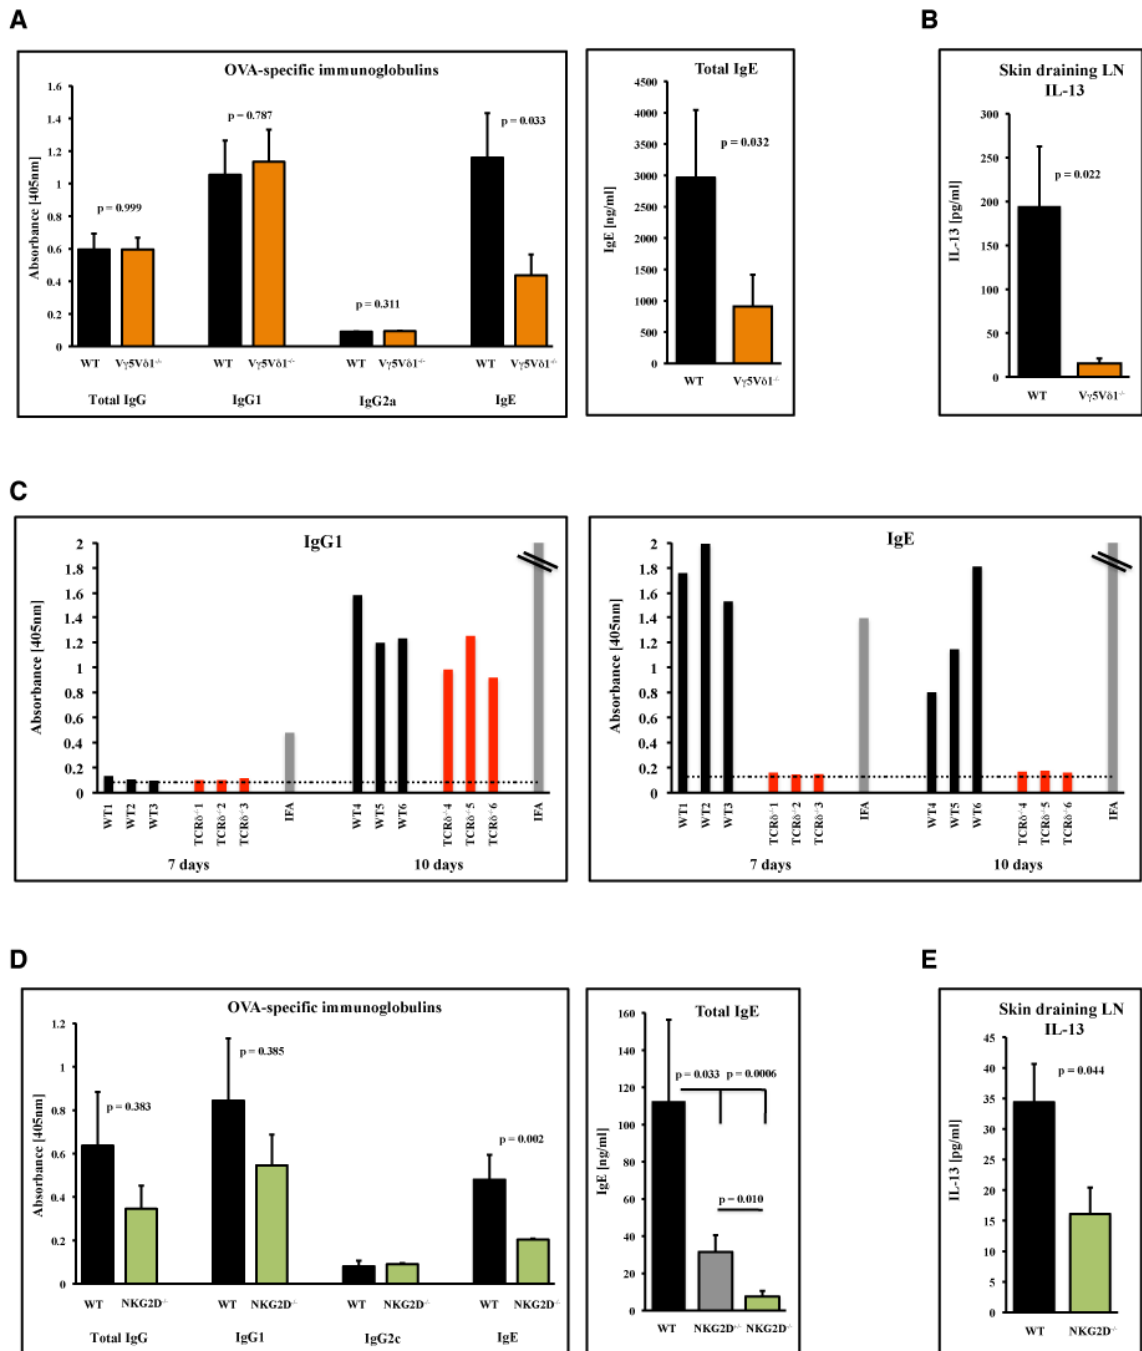 A
OVA-specific immunoglobulins
Absorbance [405nm]
1.6
1.4
1.2
1
0.8
0.6
0.4
0.2
0
p = 0.999
p = 0.787
p = 0.311
p = 0.033
WT Vγ5Vδ1-/- WT Vγ5Vδ1-/- WT Vγ5Vδ1-/- WT Vγ5Vδ1-/-
Total IgG IgG1 IgG2a IgE
Total IgE
IgE [ng/ml]
4500
4000
3500
3000
2500
2000
1500
1000
500
0
p = 0.032
WT Vγ5Vδ1-/-
B
Skin draining LN
IL-13
IL-13 [pg/ml]
300
250
200
150
100
50
0
p = 0.022
WT Vγ5Vδ1-/-
C
IgG1
Absorbance [405nm]
2
1.8
1.6
1.4
1.2
1
0.8
0.6
0.4
0.2
0
WT1 WT2 WT3 TCRδ-/-1 TCRδ-/-2 TCRδ-/-3 IFA WT4 WT5 WT6 TCRδ-/-4 TCRδ-/-5 TCRδ-/-6 IFA
7 days 10 days
IgE
Absorbance [405nm]
2
1.8
1.6
1.4
1.2
1
0.8
0.6
0.4
0.2
0
WT1 WT2 WT3 TCRδ-/-1 TCRδ-/-2 TCRδ-/-3 IFA WT4 WT5 WT6 TCRδ-/-4 TCRδ-/-5 TCRδ-/-6 IFA
7 days 10 days
D
OVA-specific immunoglobulins
Absorbance [405nm]
1.2
1
0.8
0.6
0.4
0.2
0
p = 0.383
p = 0.385
p = 0.002
WT NKG2D-/- WT NKG2D-/- WT NKG2D-/- WT NKG2D-/-
Total IgG IgG1 IgG2c IgE
Total IgE
IgE [ng/ml]
160
140
120
100
80
60
40
20
0
p = 0.033 p = 0.0006
p = 0.010
WT NKG2D+/- NKG2D-/-
E
Skin draining LN
IL-13
IL-13 [pg/ml]
45
40
35
30
25
20
15
10
5
0
p = 0.044
WT NKG2D-/-